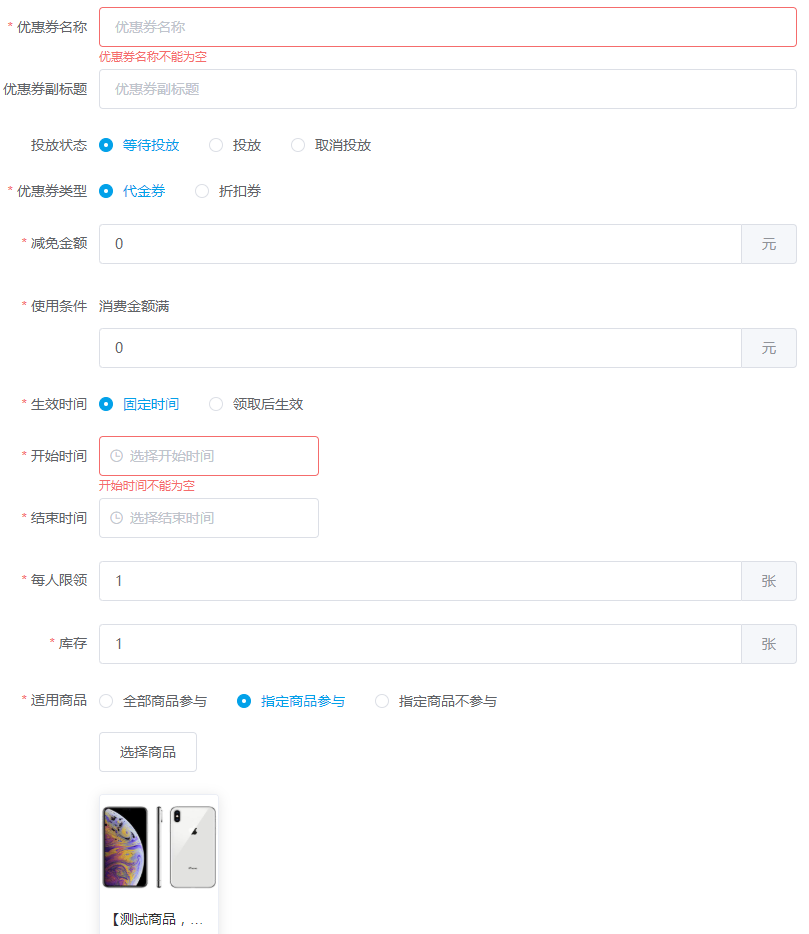 * 优惠券名称 优惠券名称
优惠券名称不能为空
优惠券副标题 优惠券副标题
投放状态 等待投放 投放 取消投放
* 优惠券类型 代金券 折扣券
* 减免金额 0 元
* 使用条件 消费金额满
0 元
* 生效时间 固定时间 领取后生效
* 开始时间 选择开始时间
开始时间不能为空
* 结束时间 选择结束时间
* 每人限领 1 张
* 库存 1 张
* 适用商品 全部商品参与 指定商品参与 指定商品不参与
选择商品
【测试商品，...